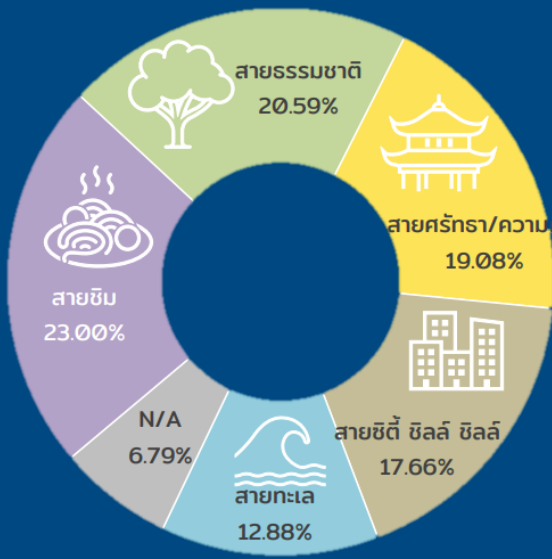 สายธรรมชาติ
20.59%
สายศรัทธา/ความ
19.08%
สายซิตี้ ชิลล์ ชิลล์
17.66%
สายทะเล
12.88%
N/A
6.79%
สายชิม
23.00%